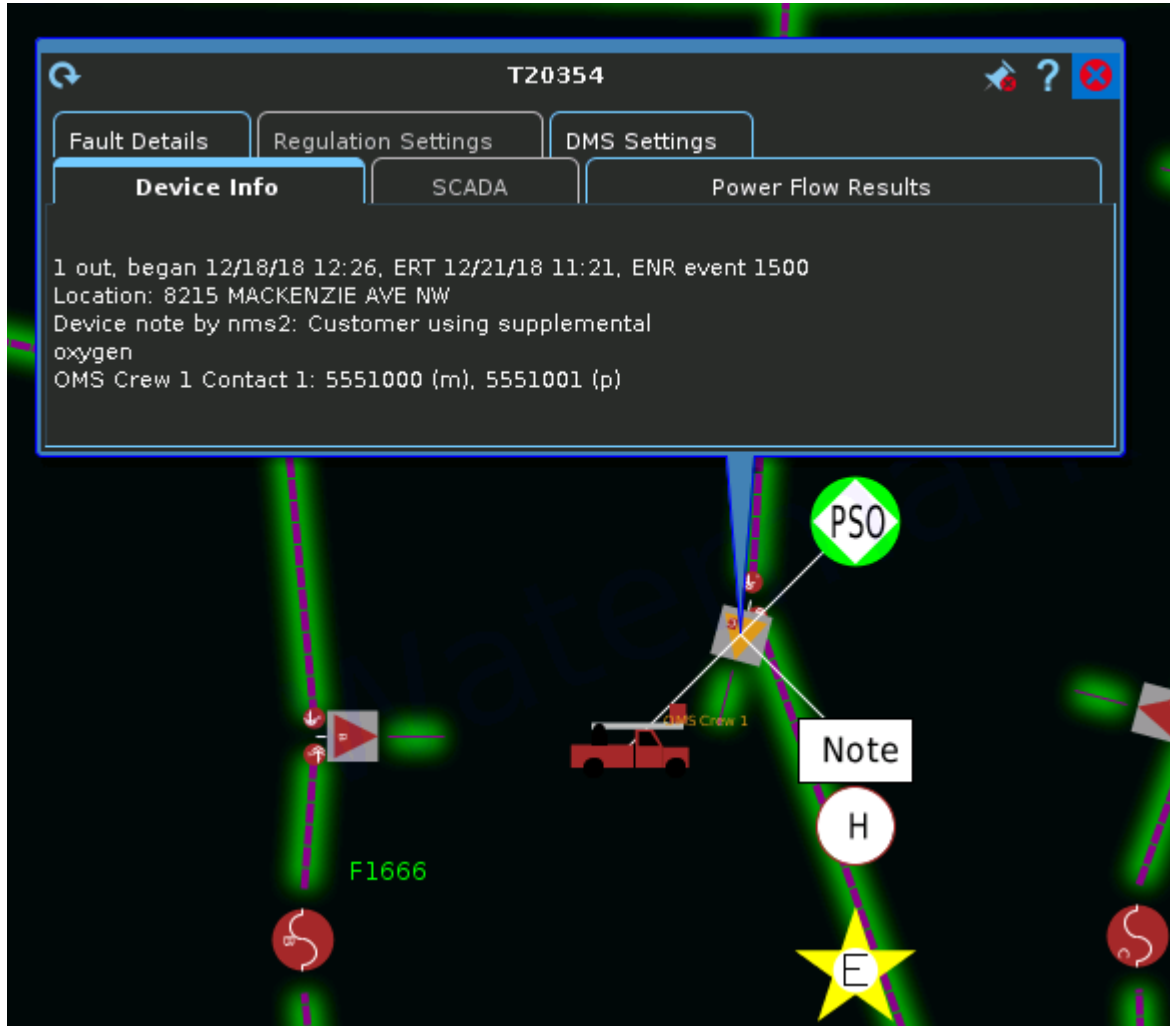 T20354
?
Fault Details
Regulation Settings
DMS Settings
Device Info
SCADA
Power Flow Results
1 out, began 12/18/18 12:26, ERT 12/21/18 11:21, ENR event 1500
Location: 8215 MACKENZIE AVE NW
Device note by nms2: Customer using supplemental
oxygen
OMS Crew 1 Contact 1: 5551000 (m), 5551001 (p)
PSO
OMS Crew 1
Note
H
F1666
B
C
E